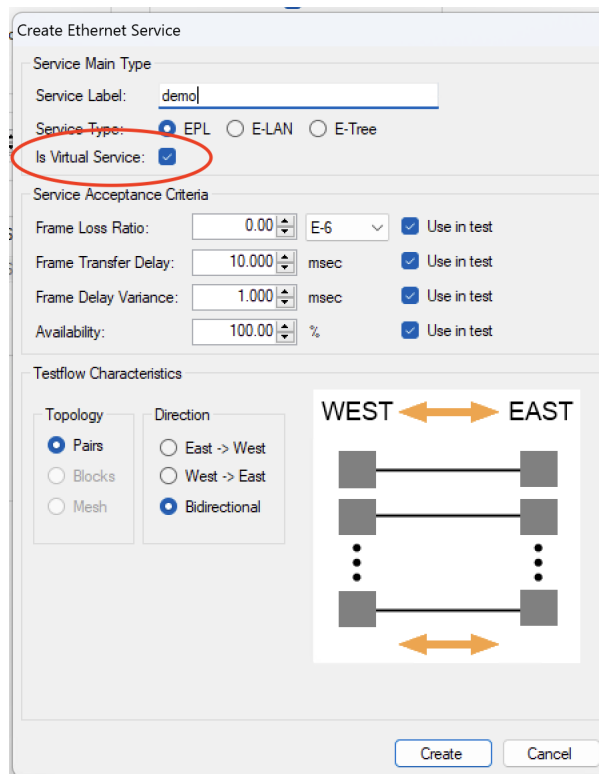 Create Ethernet Service
Service Main Type
Service Label: demo
Service Type: EPL E-LAN E-Tree
Is Virtual Service:
Service Acceptance Criteria
Frame Loss Ratio: 0.00 E-6 Use in test
Frame Transfer Delay: 10.000 msec Use in test
Frame Delay Variance: 1.000 msec Use in test
Availability: 100.00 % Use in test
Testflow Characteristics
Topology Direction
Pairs East -> West
Blocks West -> East
Mesh Bidirectional
WEST EAST
Create Cancel